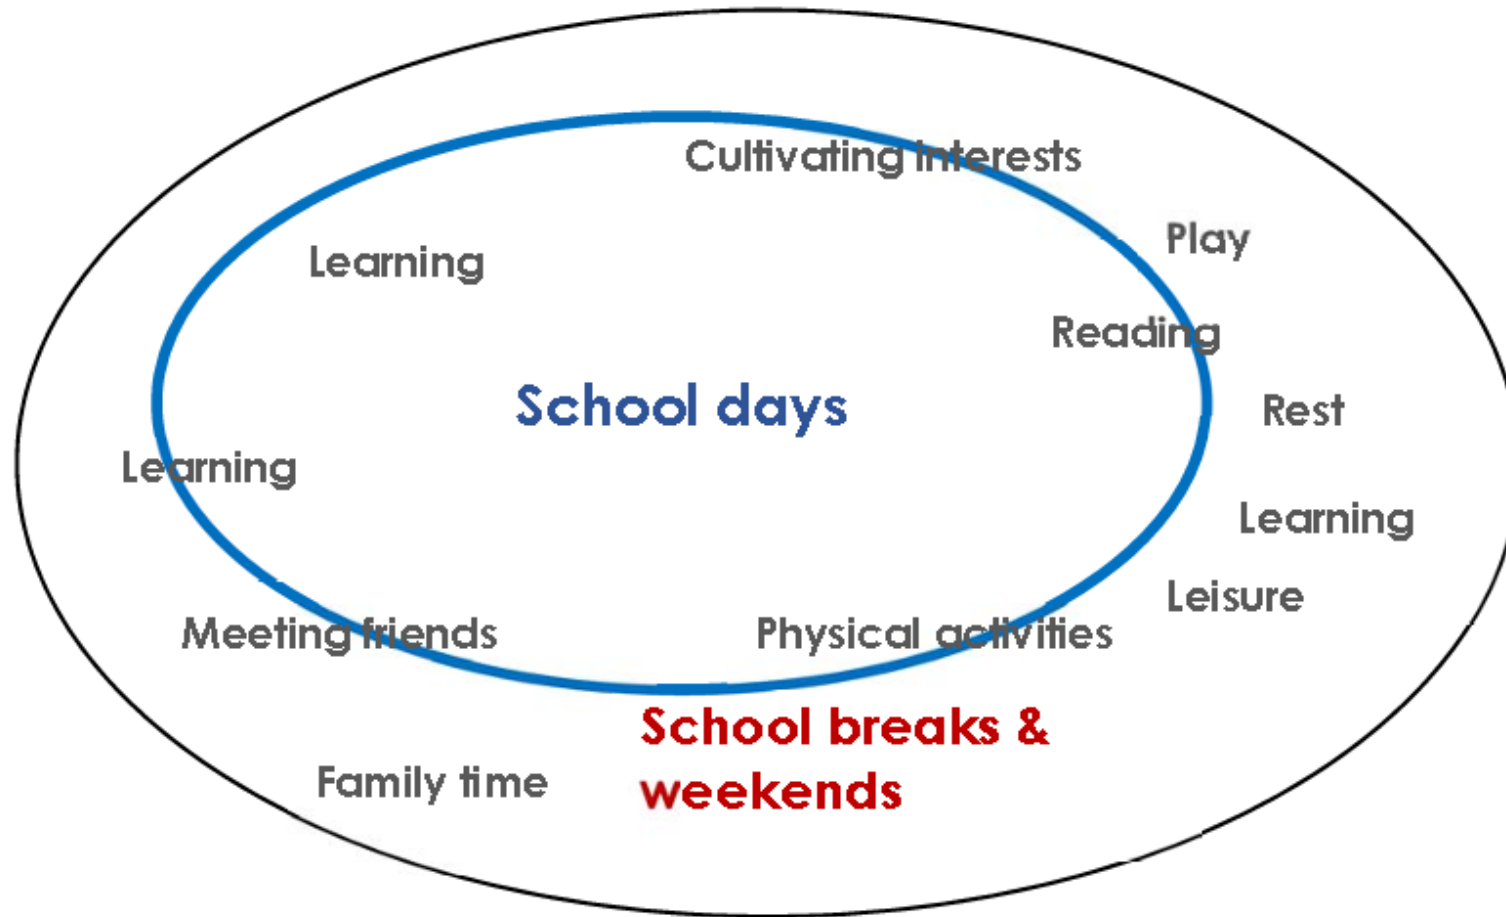 Cultivating interests
Play
Learning
Reading
School days
Rest
Learning
Learning
Leisure
Meeting friends
Physical activities
School breaks &
weekends
Family time